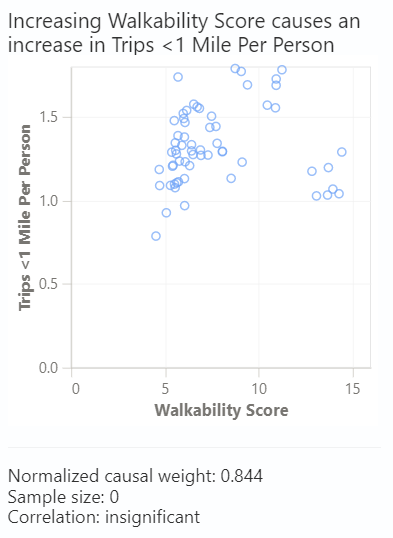 Increasing Walkability Score causes an
increase in Trips <1 Mile Per Person
Trips <1 Mile Per Person
1.5
1.0
0.5
0.0
0 5 10 15
Walkability Score
Normalized causal weight: 0.844
Sample size: 0
Correlation: insignificant